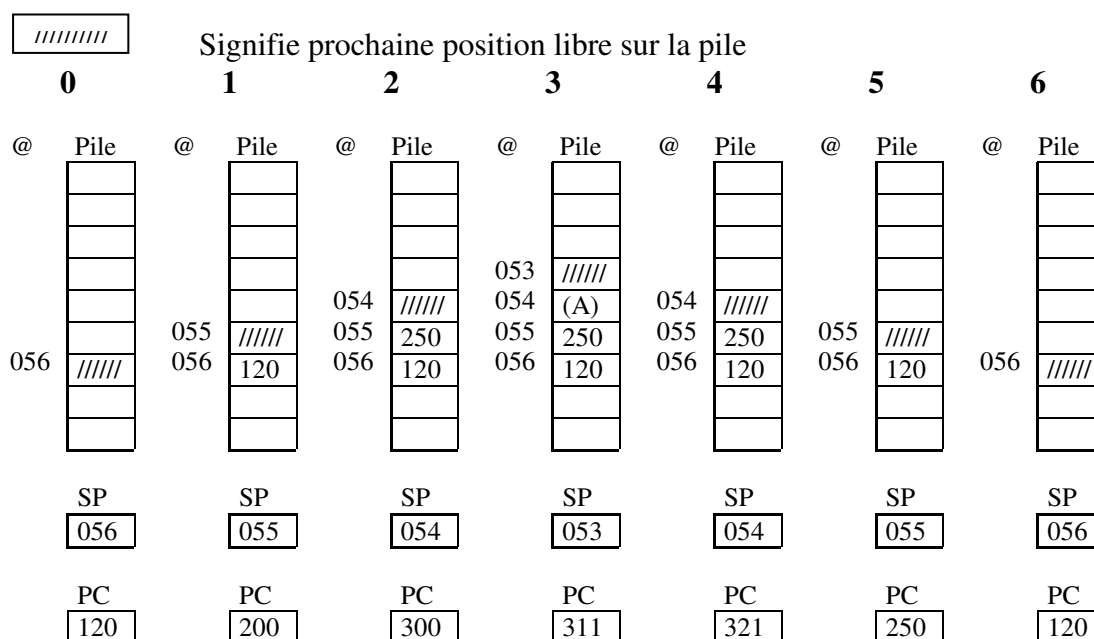 ////////// Signifie prochaine position libre sur la pile
0 1 2 3 4 5 6
@ Pile @ Pile @ Pile @ Pile @ Pile @ Pile @ Pile
053 //////
054 ////// 054 (A) 054 //////
055 ////// 055 250 055 250 055 250 055 //////
056 ////// 056 120 056 120 056 120 056 120 056 120 056 //////
SP SP SP SP SP SP SP
056 055 054 053 054 055 056
PC PC PC PC PC PC PC
120 200 300 311 321 250 120